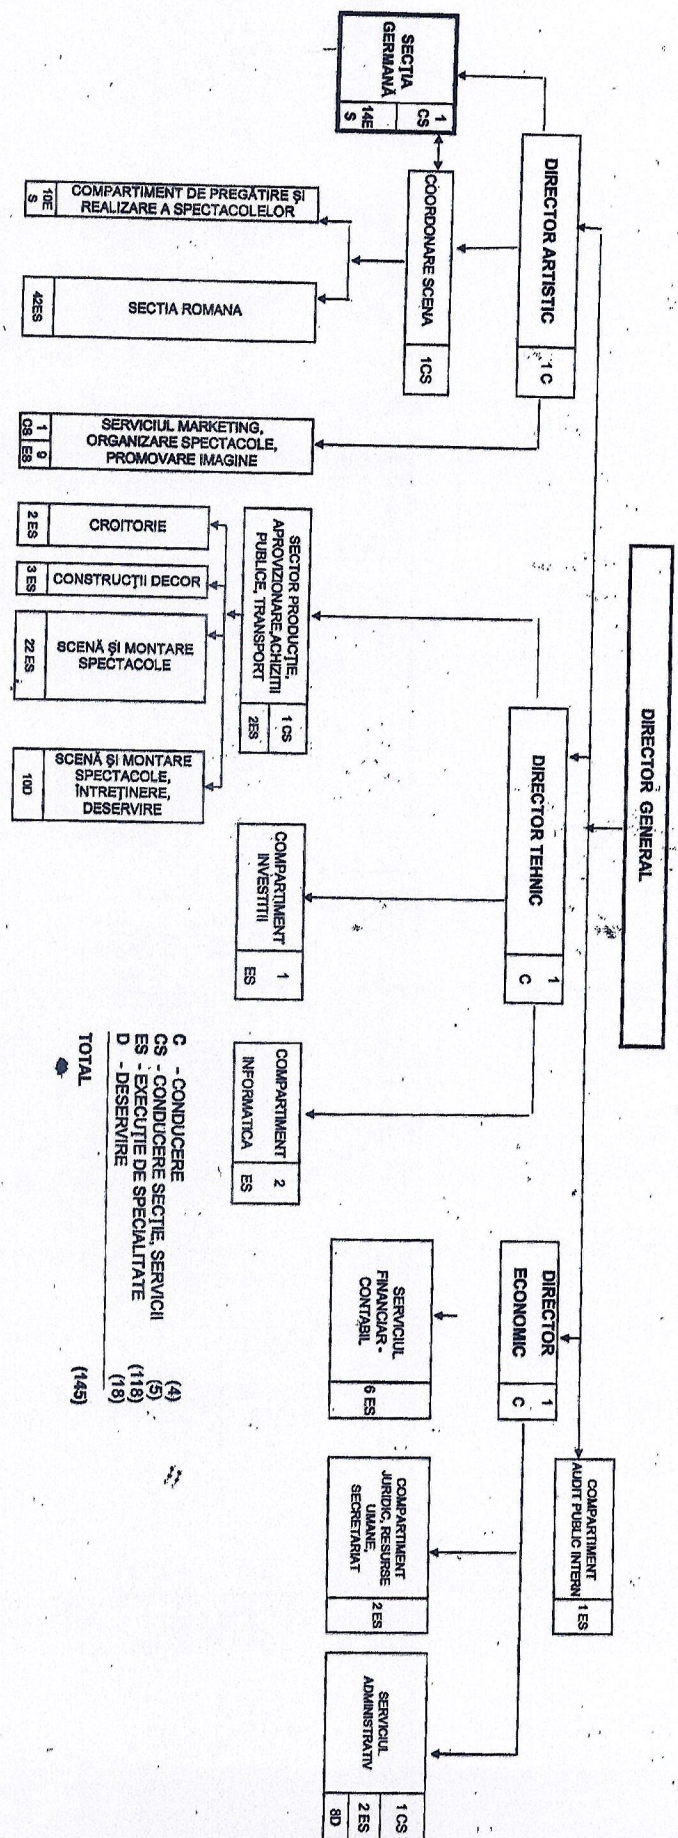 DIRECTOR GENERAL
DIRECTOR ARTISTIC
1 C
DIRECTOR TEHNIC
1
C
DIRECTOR
ECONOMIC
1
C
COMPARTIMENT
AUDIT PUBLIC INTERN
1 ES
SECȚIA
GERMANĂ
1
CS
14E
S
COORDONARE SCENA
1CS
COMPARTIMENT DE PREGĂTIRE ȘI
REALIZARE A SPECTACOLELOR
10E
S
SECTIA ROMANA
42ES
SERVICIUL MARKETING,
ORGANIZARE SPECTACOLE,
PROMOVARE IMAGINE
1
CS
9
ES
SECTOR PRODUCȚIE,
APROVIZIONARE,ACHIZITII
PUBLICE, TRANSPORT
1 CS
2ES
CROITORIE
2 ES
CONSTRUCȚII DECOR
3 ES
SCENĂ ȘI MONTARE
SPECTACOLE
22 ES
SCENĂ ȘI MONTARE
SPECTACOLE,
ÎNTREȚINERE,
DESERVIRE
10D
COMPARTIMENT
INVESTITII
1
ES
COMPARTIMENT
INFORMATICA
2
ES
SERVICIUL
FINANCIAR -
CONTABIL
6 ES
COMPARTIMENT
JURIDIC, RESURSE
UMANE,
SECRETARIAT
2 ES
SERVICIUL
ADMINISTRATIV
1 CS
2 ES
8D
C - CONDUCERE (4)
CS - CONDUCERE SECȚIE, SERVICII (5)
ES - EXECUȚIE DE SPECIALITATE (118)
D - DESERVIRE (18)
TOTAL (145)